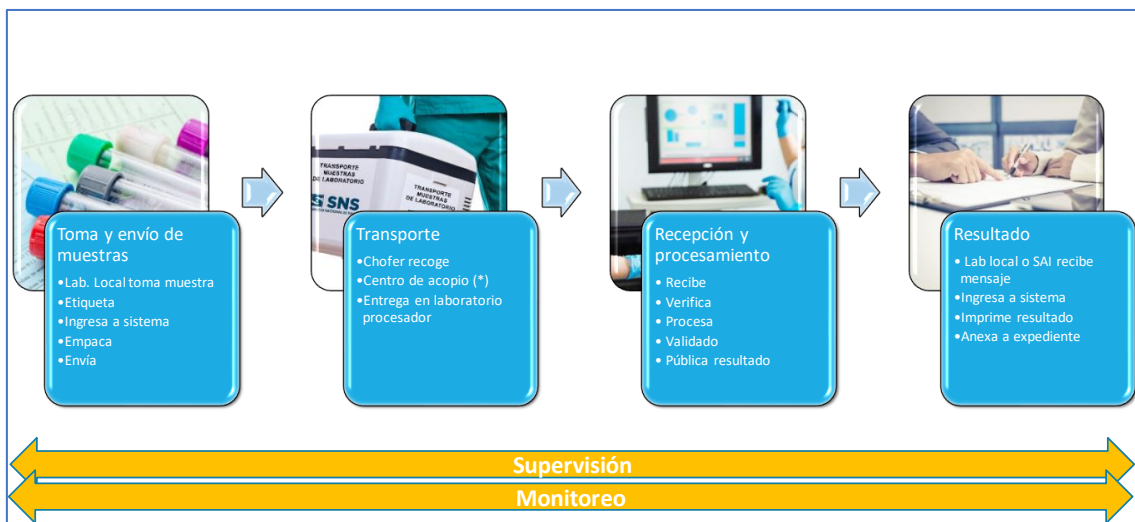 TRANSPORTE
MUESTRAS
DE LABORATORIO
SNS
TRANSPORTE
MUESTRAS
DE LABORATORIO
Toma y envío de
muestras
•Lab. Local toma muestra
•Etiqueta
•Ingresa a sistema
•Empaca
•Envía
Transporte
•Chofer recoge
•Centro de acopio (*)
•Entrega en laboratorio
procesador
Recepción y
procesamiento
• Recibe
• Verifica
• Procesa
• Validado
• Pública resultado
Resultado
• Lab local o SAI recibe
mensaje
•Ingresa a sistema
•Imprime resultado
•Anexa a expediente
Supervisión
Monitoreo